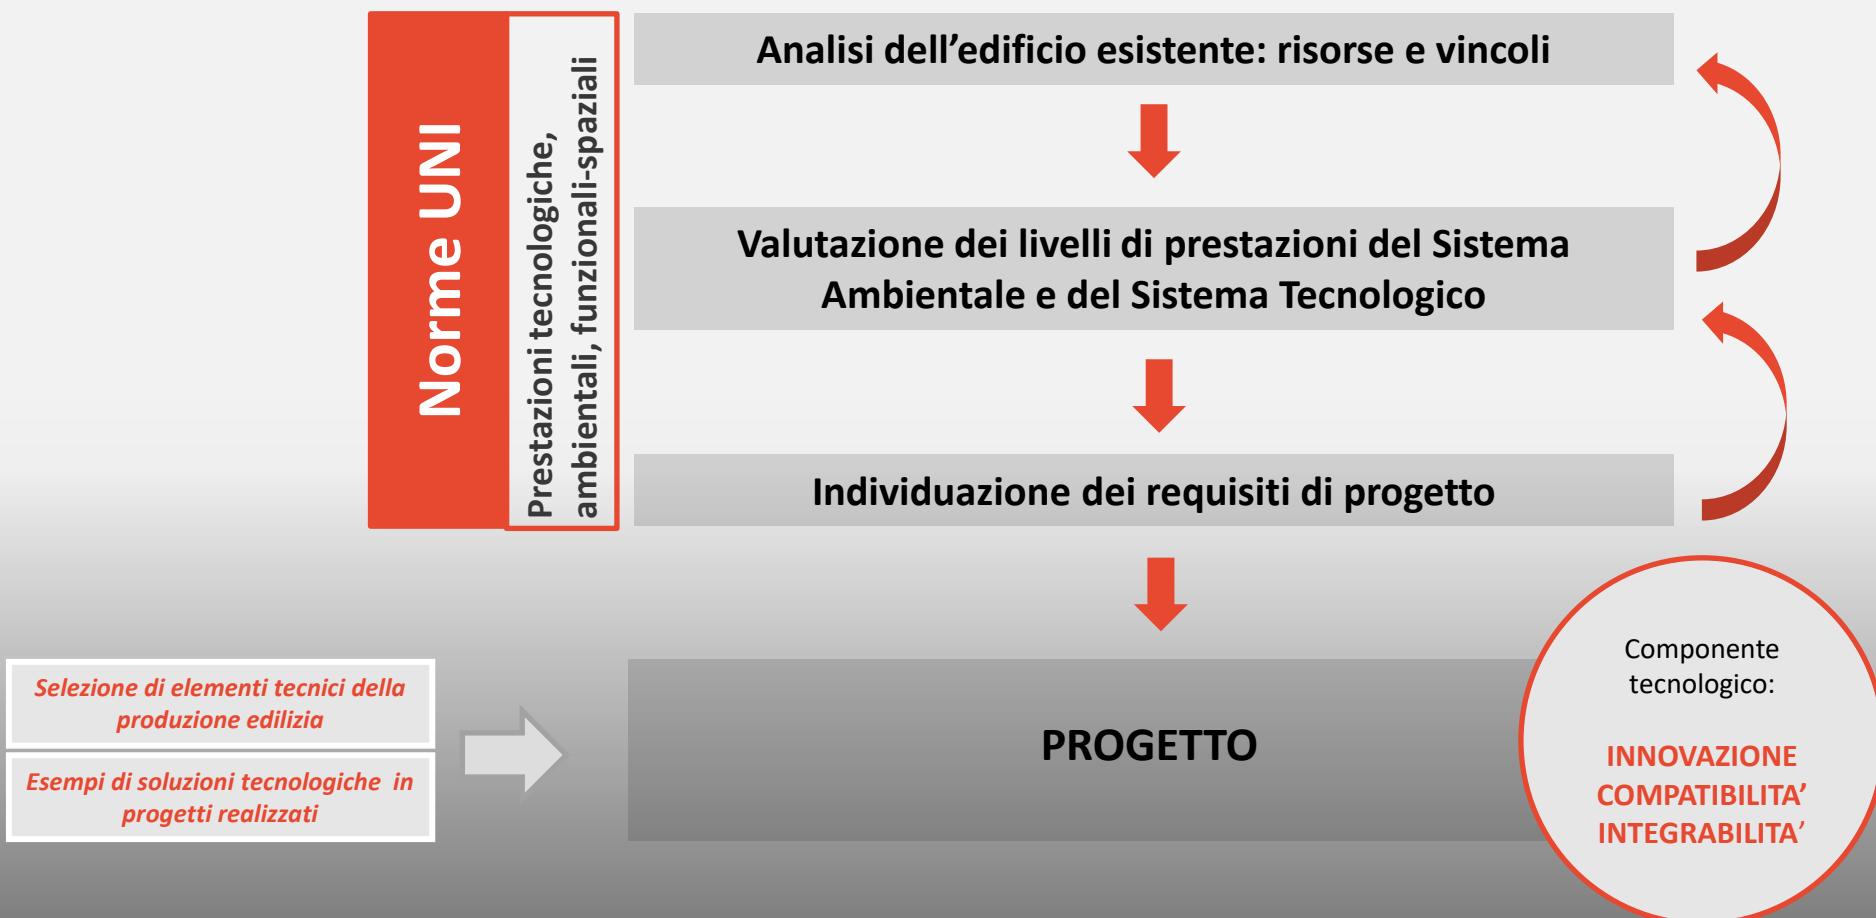 Norme UNI
Prestazioni tecnologiche,
ambientali, funzionali-spaziali
Analisi dell’edificio esistente: risorse e vincoli
Valutazione dei livelli di prestazioni del Sistema
Ambientale e del Sistema Tecnologico
Individuazione dei requisiti di progetto
Selezione di elementi tecnici della
produzione edilizia
Esempi di soluzioni tecnologiche in
progetti realizzati
PROGETTO
Componente
tecnologico:
INNOVAZIONE
COMPATIBILITA’
INTEGRABILITA’